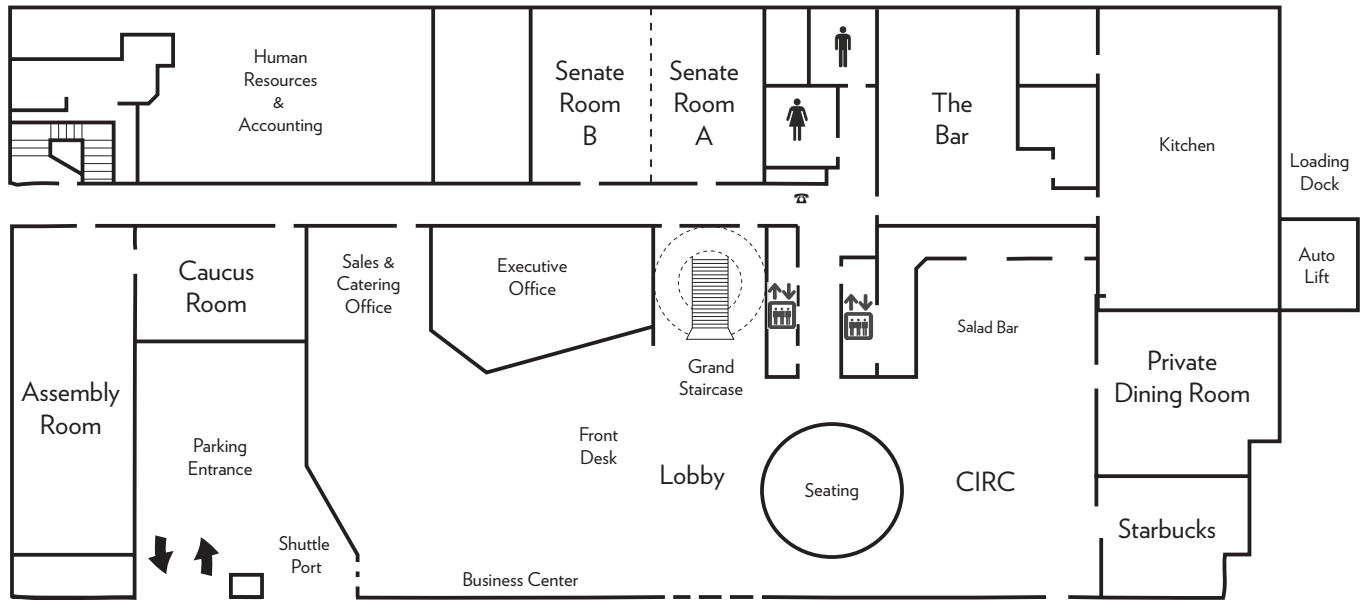 Human
Resources
&
Accounting
Senate
Room
B
Senate
Room
A
The
Bar
Kitchen
Loading
Dock
Auto
Lift
Caucus
Room
Sales &
Catering
Office
Executive
Office
Grand
Staircase
Salad Bar
Private
Dining Room
Assembly
Room
Parking
Entrance
Front
Desk
Lobby
Seating
CIRC
Starbucks
Shuttle
Port
Business Center